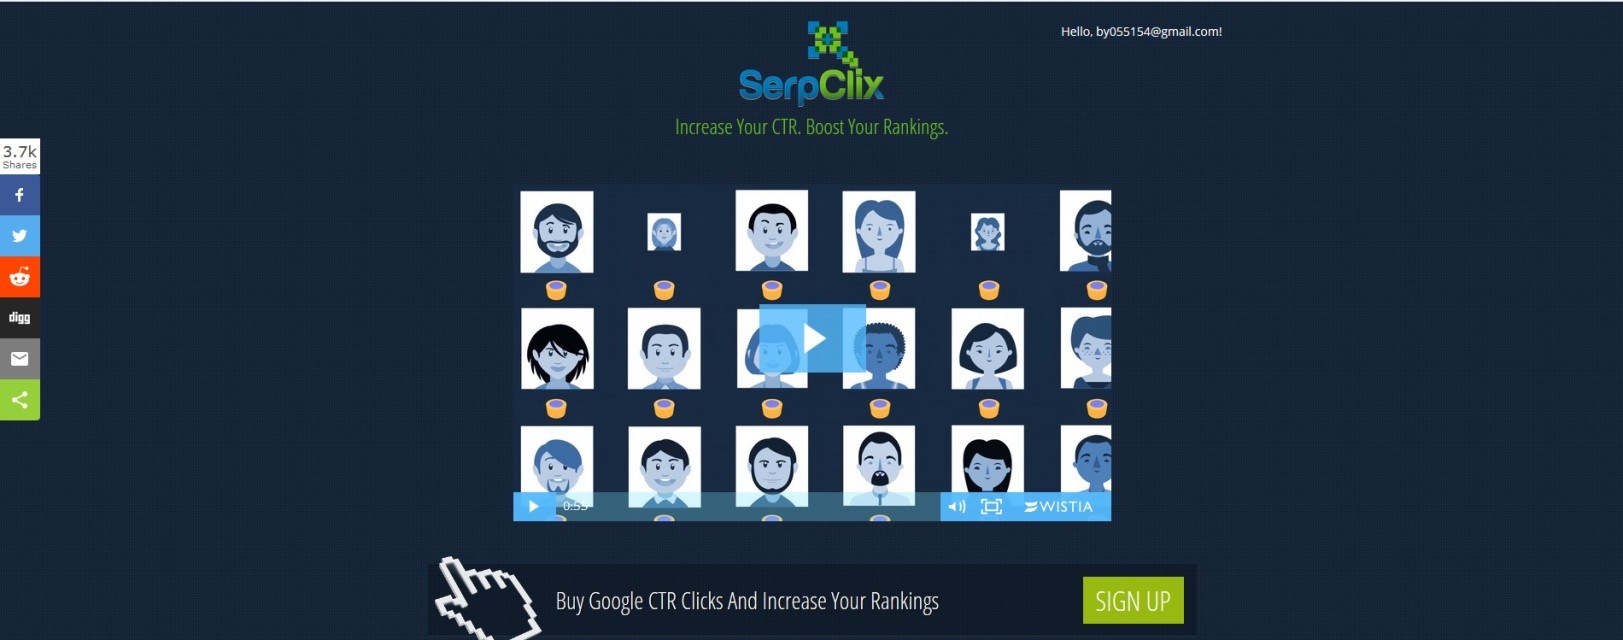 Hello, by055154@gmail.com!
SerpClix
Increase Your CTR. Boost Your Rankings.
3.7k
Shares
digg
0:55
WISTIA
Buy Google CTR Clicks And Increase Your Rankings
SIGN UP